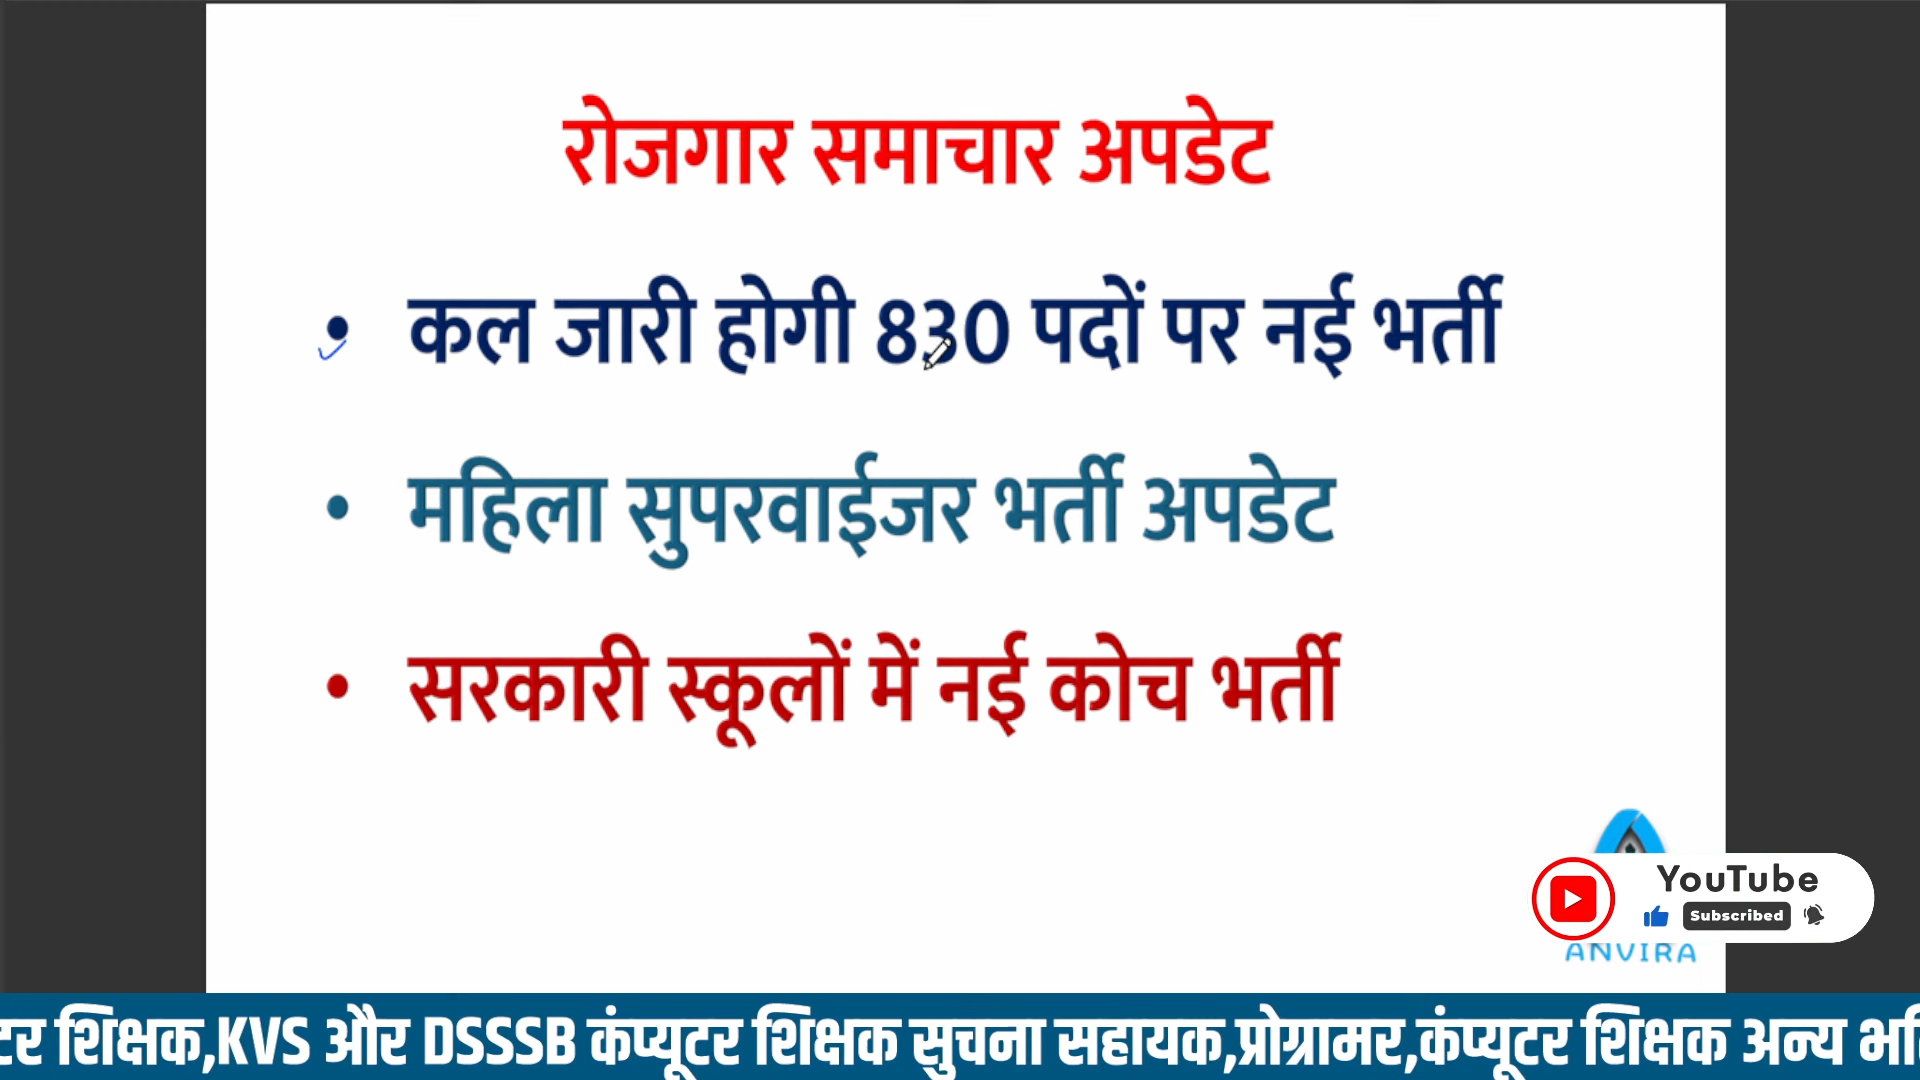 रोजगार समाचार अपडेट
• कल जारी होगी 830 पदों पर नई भर्ती
• महिला सुपरवाईजर भर्ती अपडेट
• सरकारी स्कूलों में नई कोच भर्ती
YouTube
Subscribed
ANVIRA
शिक्षक,KVS और DSSSB कंप्यूटर शिक्षक सुचना सहायक,प्रोग्रामर,कंप्यूटर शिक्षक अन्य